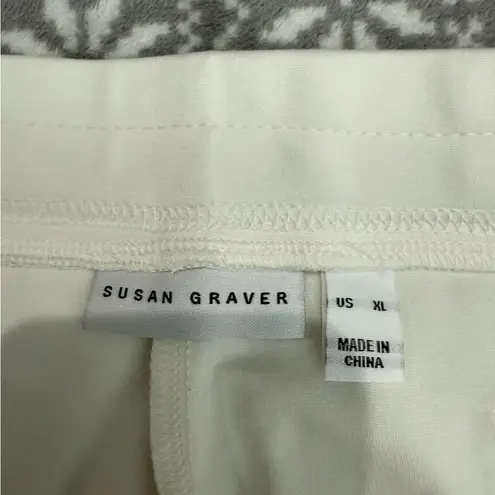 SUSAN GRAVER
US XL
MADE IN
CHINA